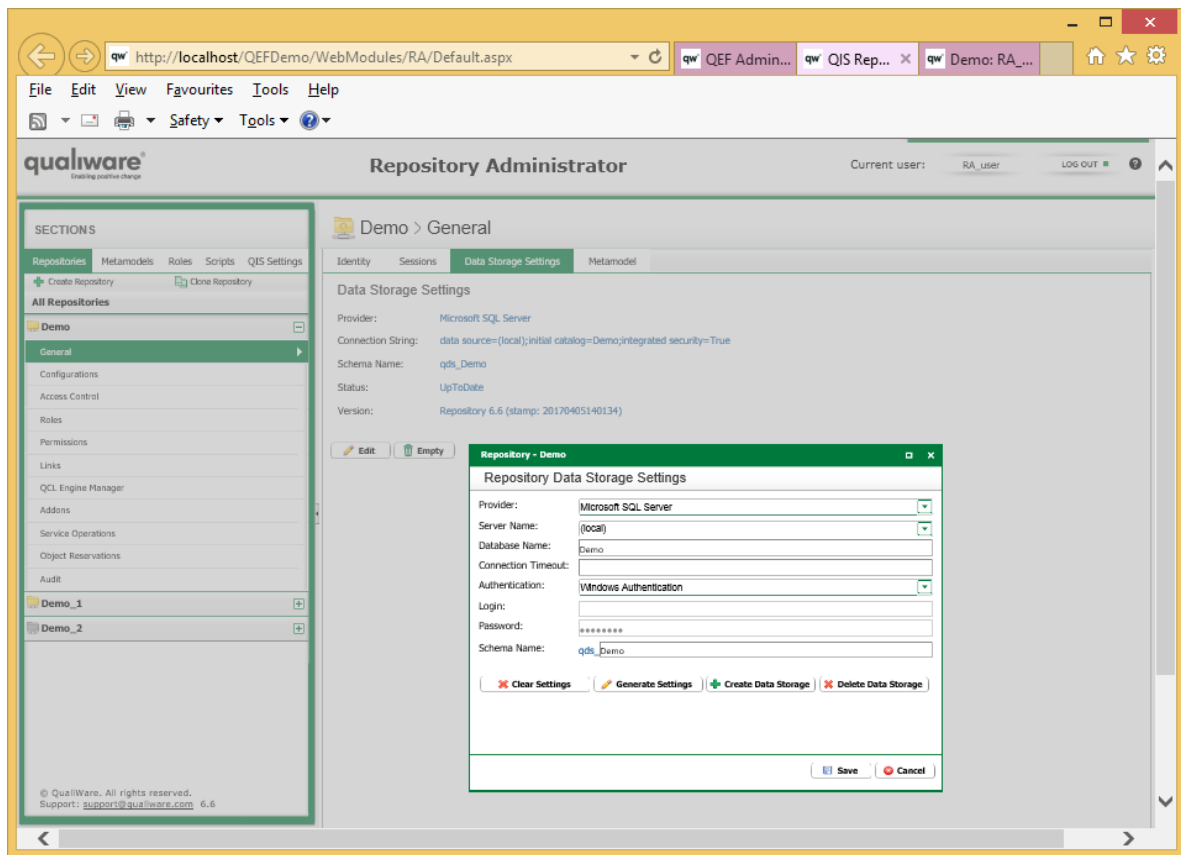 http://localhost/QEFDemo/WebModules/RA/Default.aspx
QEF Admin...
QIS Rep...
Demo: RA_...
File Edit View Favourites Tools Help
Safety Tools
qualiware
Enabling positive change
Repository Administrator
Current user: RA_user
LOG OUT
SECTIONS
Repositories Metamodels Roles Scripts QIS Settings
Create Repository Clone Repository
All Repositories
Demo
General
Configurations
Access Control
Roles
Permissions
Links
QCL Engine Manager
Addons
Service Operations
Object Reservations
Audit
Demo_1
Demo_2
© QualiWare. All rights reserved.
Support: support@qualiware.com 6.6
Demo > General
Identity Sessions Data Storage Settings Metamodel
Data Storage Settings
Provider: Microsoft SQL Server
Connection String: data source=(local);initial catalog=Demo;integrated security=True
Schema Name: qds_Demo
Status: UpToDate
Version: Repository 6.6 (stamp: 20170405140134)
Edit Empty
Repository - Demo
Repository Data Storage Settings
Provider: Microsoft SQL Server
Server Name: (local)
Database Name: Demo
Connection Timeout:
Authentication: Windows Authentication
Login:
Password: ********
Schema Name: qds_Demo
Clear Settings Generate Settings Create Data Storage Delete Data Storage
Save Cancel